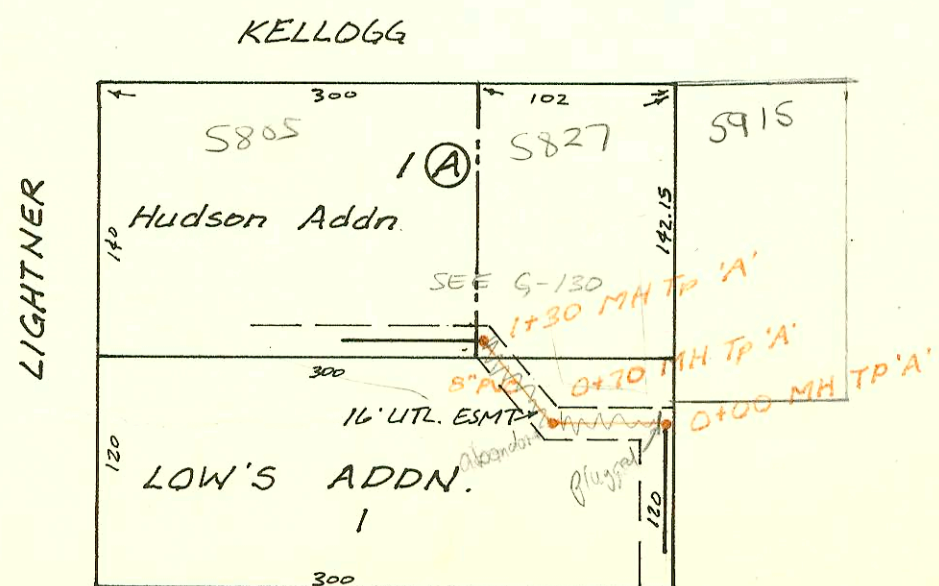 KELLOGG
300
102
5805
5827
5915
1 A
Hudson Addn.
LIGHTNER
140
142.15
SEE G-130
1+30 MH Tp 'A'
300
8" PVC
0+70 MH. Tp 'A'
0+00 MH TP 'A'
16' UTL. ESMT
abandon
plugged
120
LOW'S ADDN.
1
120
300